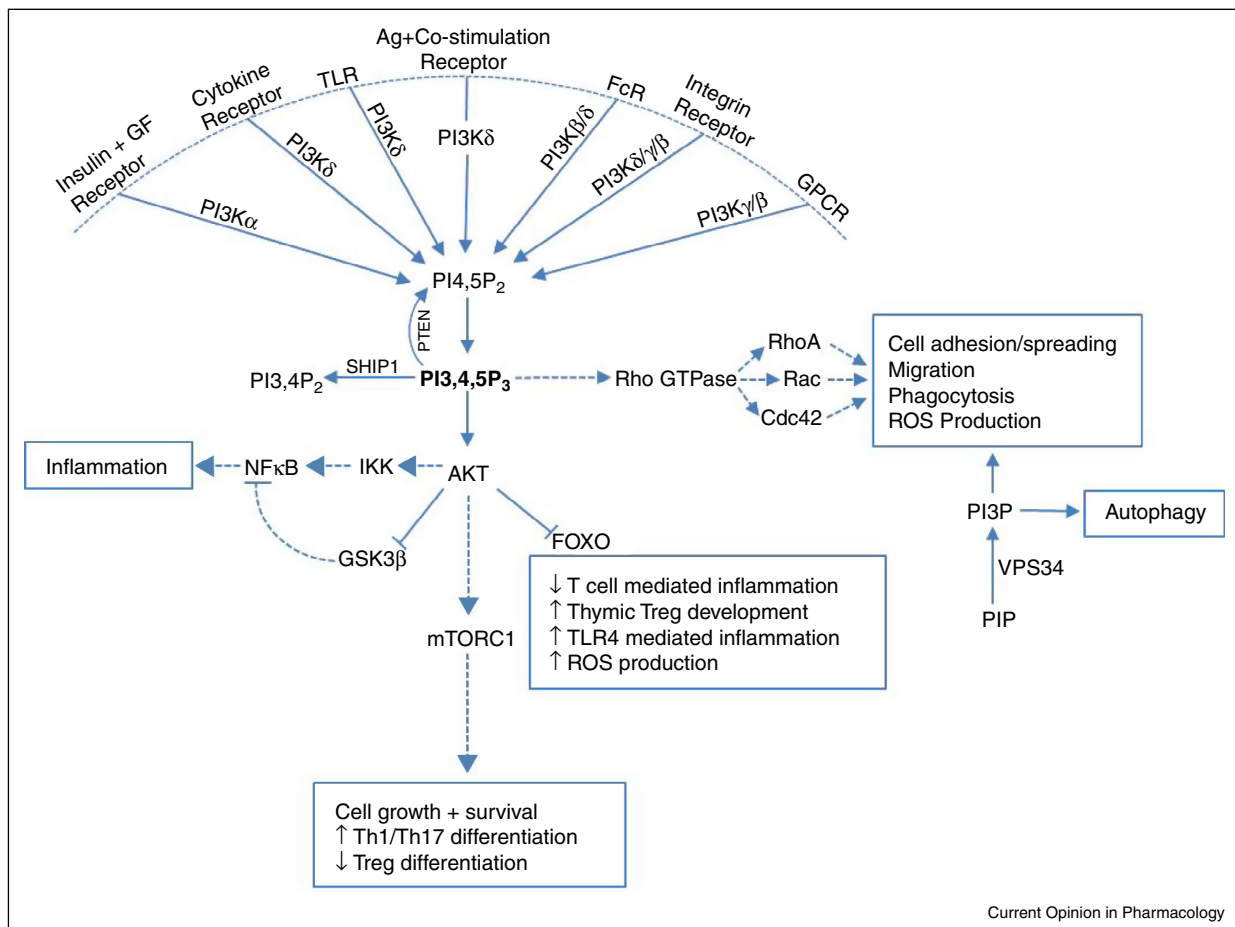 Ag+Co-stimulation
Receptor
TLR
FcR
Cytokine
Receptor
Integrin
Receptor
Insulin + GF
Receptor
GPCR
PI3Kα
PI3Kδ
PI3Kδ
PI3Kδ
PI3Kβ/δ
PI3Kδ/γ/β
PI3Kγ/β
PI4,5P2
PTEN
PI3,4P2
SHIP1
PI3,4,5P3
Rho GTPase
RhoA
Rac
Cdc42
Cell adhesion/spreading
Migration
Phagocytosis
ROS Production
Inflammation
NFκB
IKK
AKT
PI3P
Autophagy
GSK3β
FOXO
VPS34
PIP
↓ T cell mediated inflammation
↑ Thymic Treg development
↑ TLR4 mediated inflammation
↑ ROS production
mTORC1
Cell growth + survival
↑ Th1/Th17 differentiation
↓ Treg differentiation
Current Opinion in Pharmacology